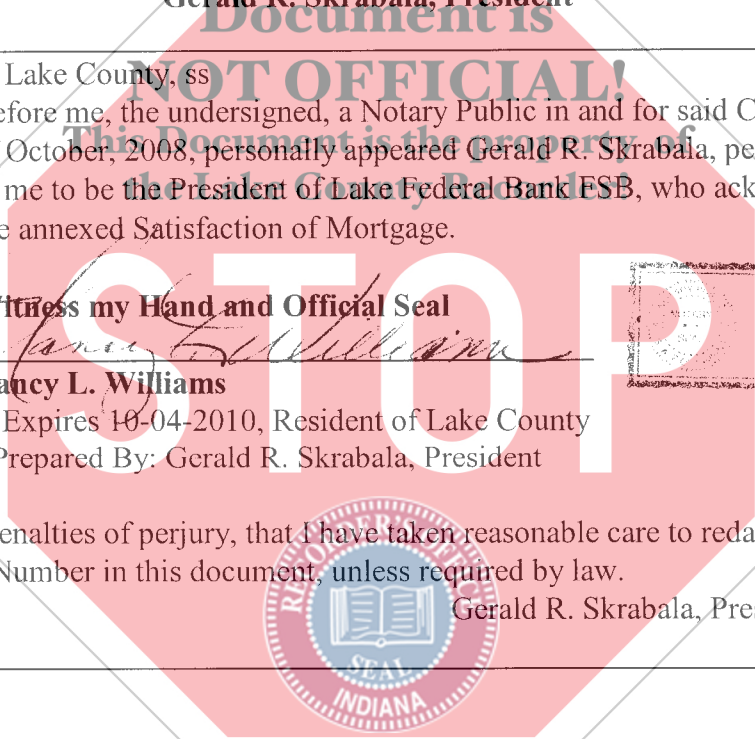 Gerald R. Skrabala, President
Document is
NOT OFFICIAL!
This Document is the property of
the Lake County Recorder!
Lake County, ss
efore me, the undersigned, a Notary Public in and for said C
October, 2008, personally appeared Gerald R. Skrabala, pe
me to be the President of Lake Federal Bank FSB, who ack
e annexed Satisfaction of Mortgage.
STOP
itness my Hand and Official Seal
Nancy L. Williams
ancy L. Williams
Expires 10-04-2010, Resident of Lake County
Prepared By: Gerald R. Skrabala, President
enalties of perjury, that I have taken reasonable care to reda
Number in this document, unless required by law.
Gerald R. Skrabala, Pres
RECORDER'S OFFICE
SEAL
INDIANA